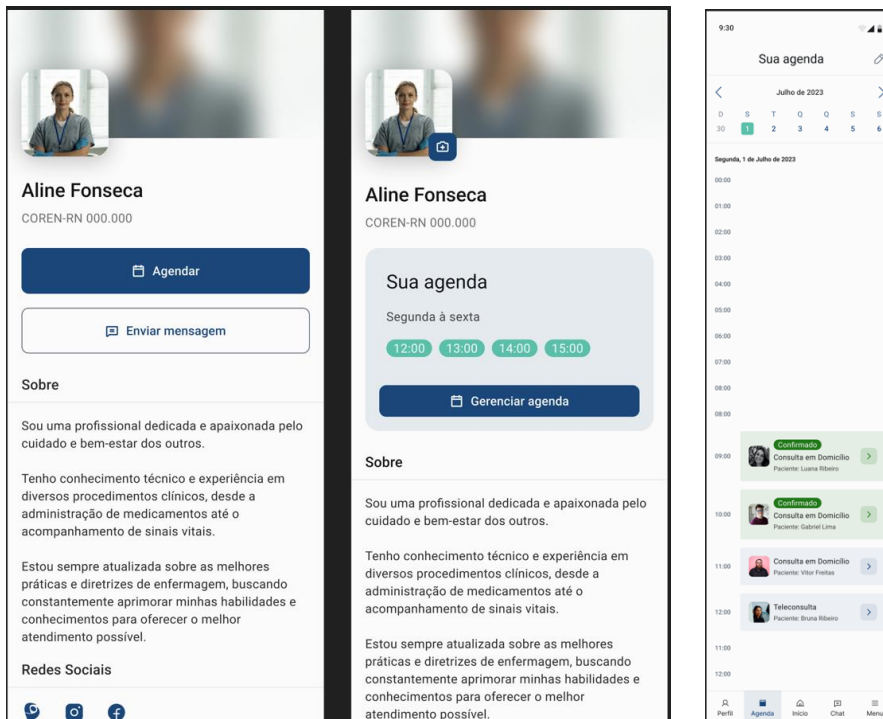 Aline Fonseca
COREN-RN 000.000
Agendar
Enviar mensagem
Sobre
Sou uma profissional dedicada e apaixonada pelo
cuidado e bem-estar dos outros.
Tenho conhecimento técnico e experiência em
diversos procedimentos clínicos, desde a
administração de medicamentos até o
acompanhamento de sinais vitais.
Estou sempre atualizada sobre as melhores
práticas e diretrizes de enfermagem, buscando
constantemente aprimorar minhas habilidades e
conhecimentos para oferecer o melhor
atendimento possível.
Redes Sociais
Aline Fonseca
COREN-RN 000.000
Sua agenda
Segunda à sexta
12:00 13:00 14:00 15:00
Gerenciar agenda
Sobre
Sou uma profissional dedicada e apaixonada pelo
cuidado e bem-estar dos outros.
Tenho conhecimento técnico e experiência em
diversos procedimentos clínicos, desde a
administração de medicamentos até o
acompanhamento de sinais vitais.
Estou sempre atualizada sobre as melhores
práticas e diretrizes de enfermagem, buscando
constantemente aprimorar minhas habilidades e
conhecimentos para oferecer o melhor
atendimento possível.
9:30
Sua agenda
Julho de 2023
D S T Q Q S S
30 1 2 3 4 5 6
Segunda, 1 de Julho de 2023
00:00
01:00
02:00
03:00
04:00
05:00
06:00
07:00
08:00
08:00
Confirmado
09:00 Consulta em Domicílio
Paciente: Luana Ribeiro
Confirmado
10:00 Consulta em Domicílio
Paciente: Gabriel Lima
11:00 Consulta em Domicílio
Paciente: Vitor Freitas
12:00 Teleconsulta
Paciente: Bruna Ribeiro
11:00
12:00
Perfil Agenda Início Chat Menu